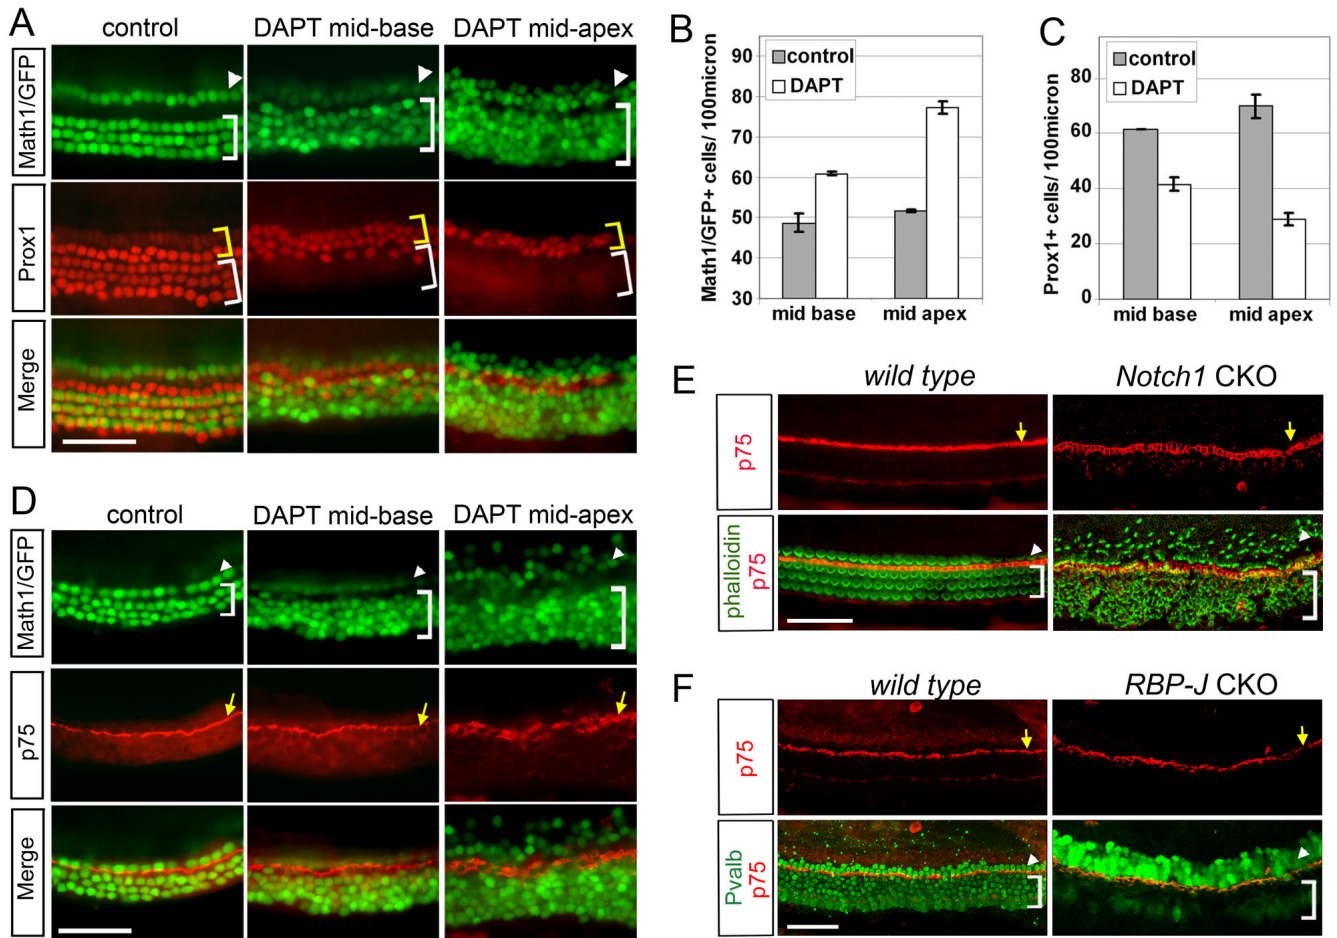 A
control
DAPT mid-base
DAPT mid-apex
Math1/GFP
Prox1
Merge
B
Math1/GFP+ cells/ 100micron
95
90
80
70
60
50
40
30
control
DAPT
mid base
mid apex
C
Prox1+ cells/ 100micron
80
60
40
20
0
control
DAPT
mid base
mid apex
D
control
DAPT mid-base
DAPT mid-apex
Math1/GFP
p75
Merge
E
wild type
Notch1 CKO
p75
phalloidin
p75
F
wild type
RBP-J CKO
p75
Pvalb
p75